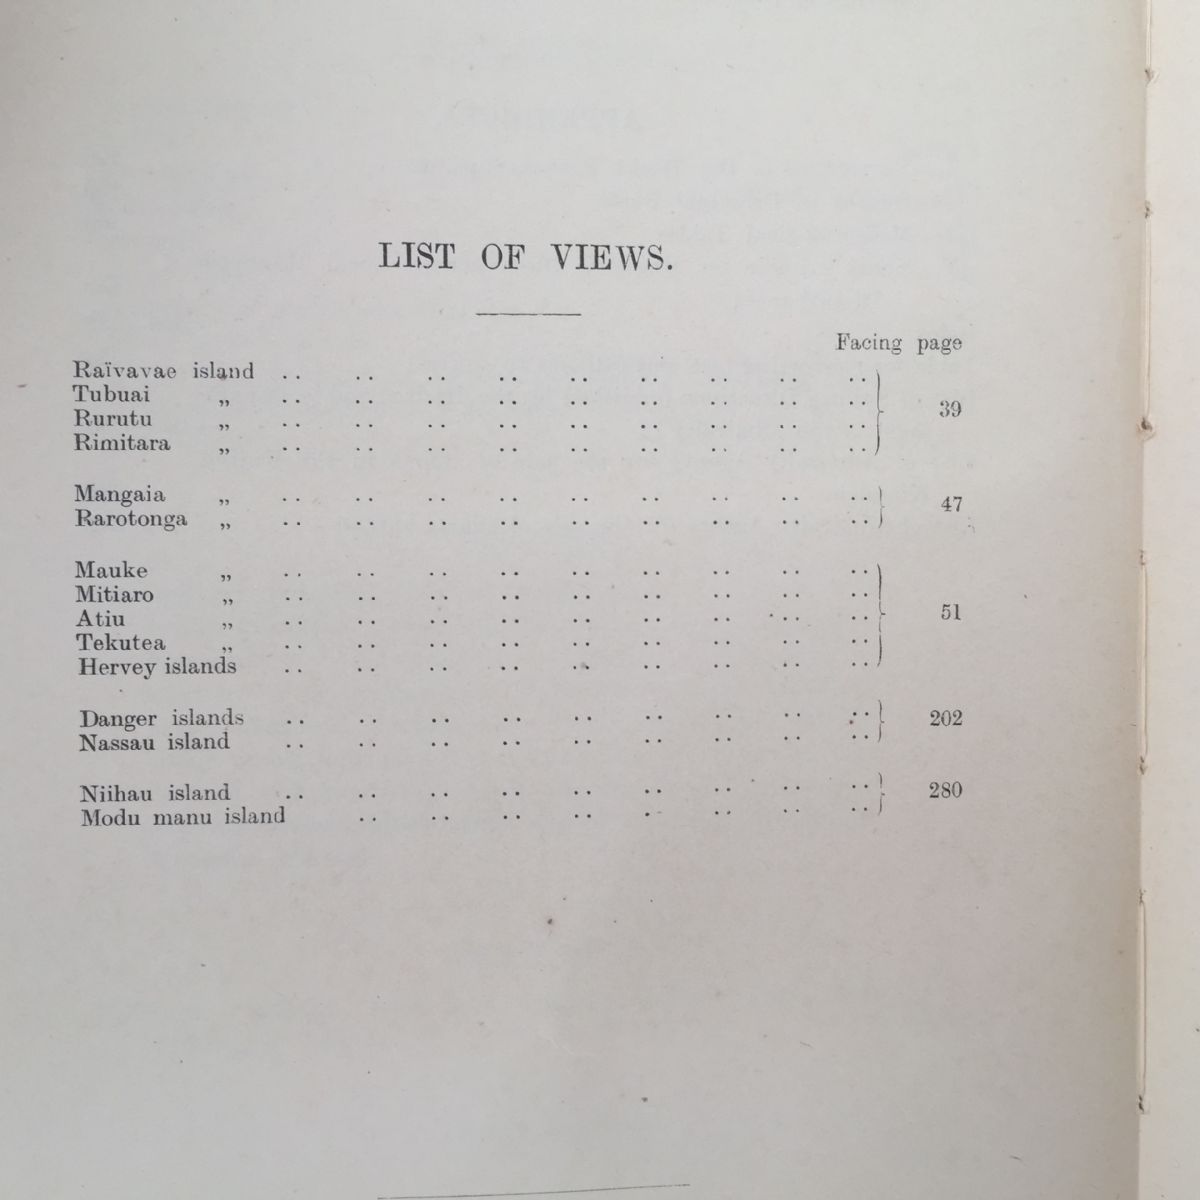 LIST OF VIEWS.
Facing page
Raïvavae island .. .. .. .. .. .. .. .. ..
Tubuai „ .. .. .. .. .. .. .. .. ..
39
Rurutu „ .. .. .. .. .. .. .. .. ..
Rimitara „ .. .. .. .. .. .. .. .. ..
Mangaia „ .. .. .. .. .. .. .. .. ..
47
Rarotonga „ .. .. .. .. .. .. .. .. ..
Mauke „ .. .. .. .. .. .. .. .. ..
Mitiaro „ .. .. .. .. .. .. .. .. ..
Atiu „ .. .. .. .. .. .. .. .. .. 51
Tekutea „ .. .. .. .. .. .. .. .. ..
Hervey islands .. .. .. .. .. .. .. .. ..
Danger islands .. .. .. .. .. .. .. .. .. 202
Nassau island .. .. .. .. .. .. .. .. ..
Niihau island .. .. .. .. .. .. .. .. .. 280
Modu manu island .. .. .. .. .. .. .. ..